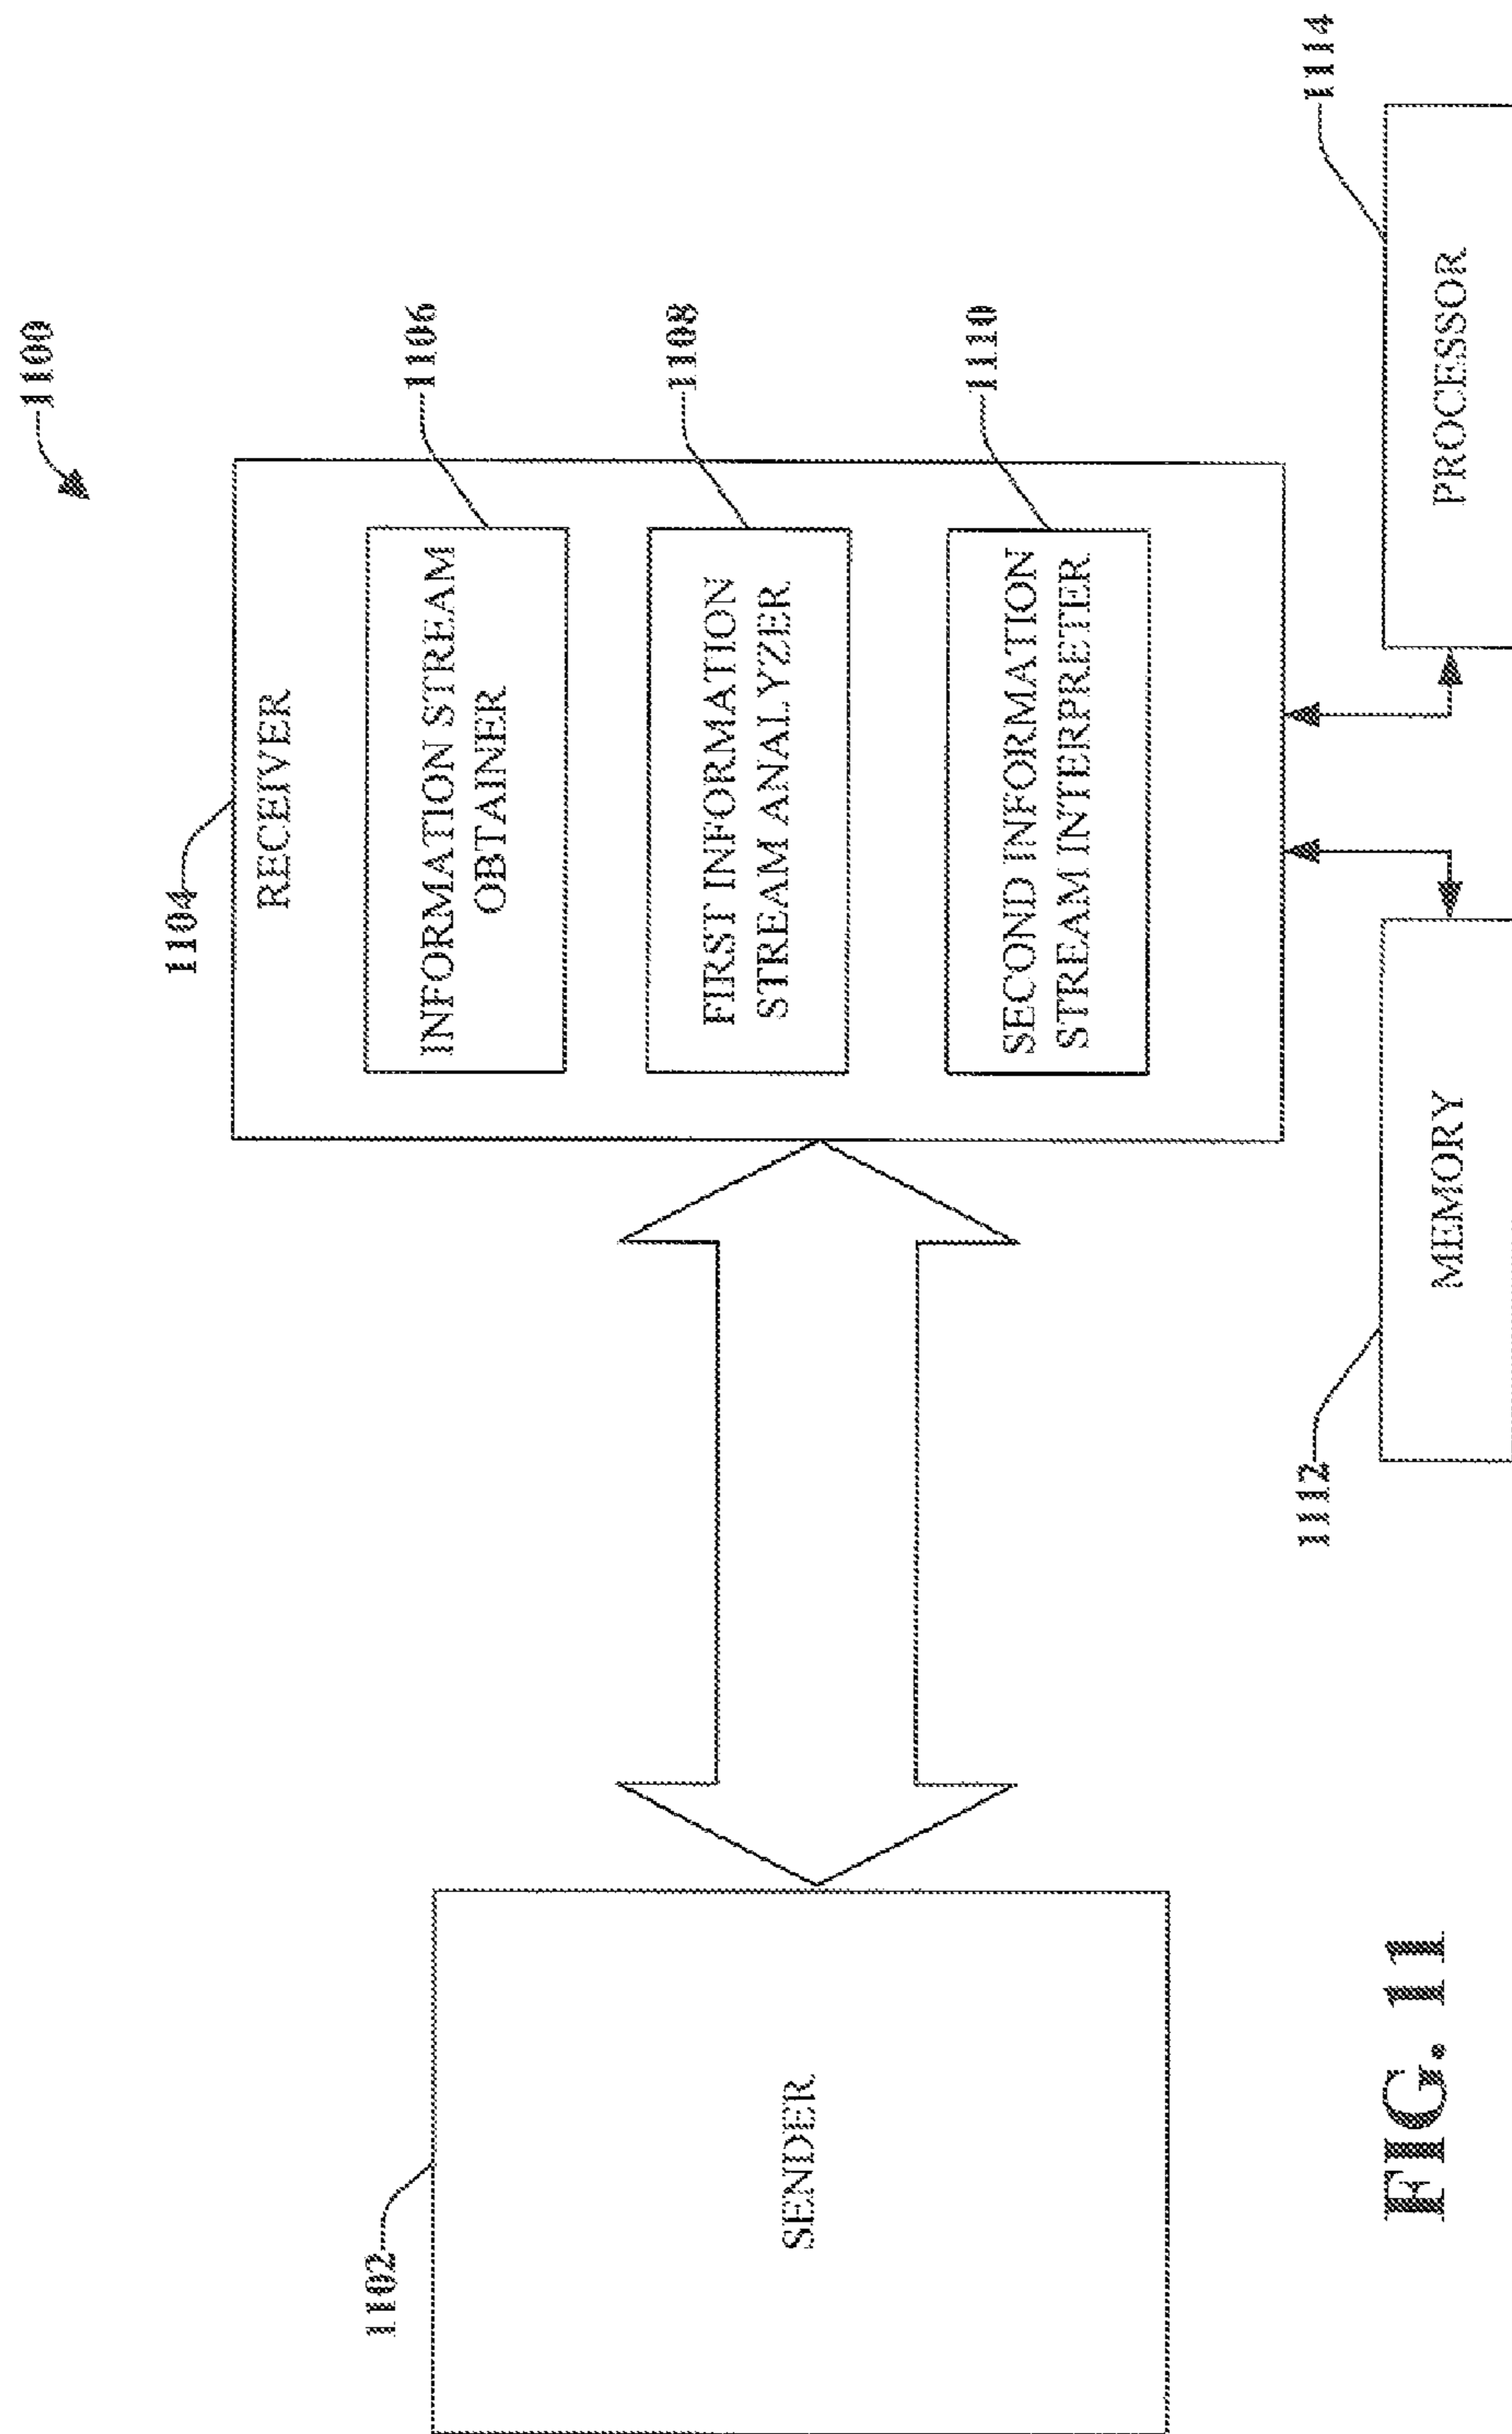 1100
1104
RECEIVER
1106
INFORMATION STREAM
OBTAINER
1108
FIRST INFORMATION
STREAM ANALYZER
1110
SECOND INFORMATION
STREAM INTERPRETER
1102
SENDER
1112
MEMORY
1114
PROCESSOR
FIG. 11